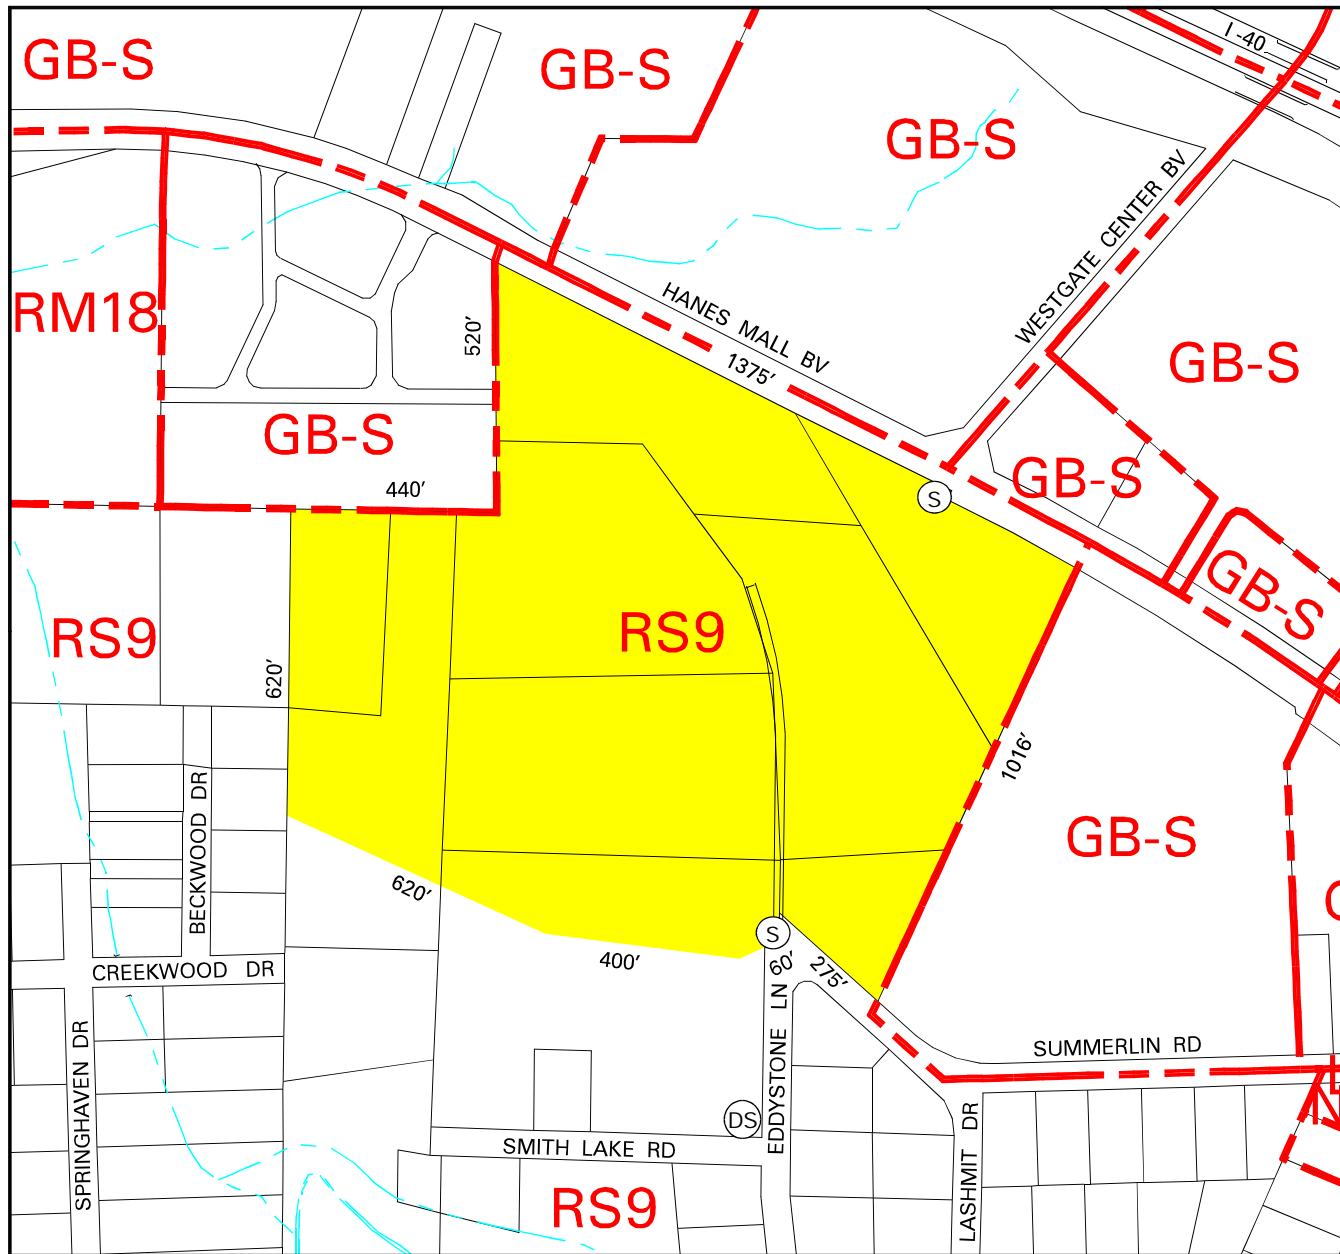 I-40
GB-S
GB-S
GB-S
WESTGATE CENTER BV
RM18
HANES MALL BV
520'
1375'
GB-S
GB-S
GB-S
440'
S
GB-S
RS9
RS9
620'
1016'
BECKWOOD DR
GB-S
620'
S
400'
60'
275'
CREEKWOOD DR
SUMMERLIN RD
SPRINGHAVEN DR
EDDYSTONE LN
DS
LASHMIT DR
SMITH LAKE RD
RS9